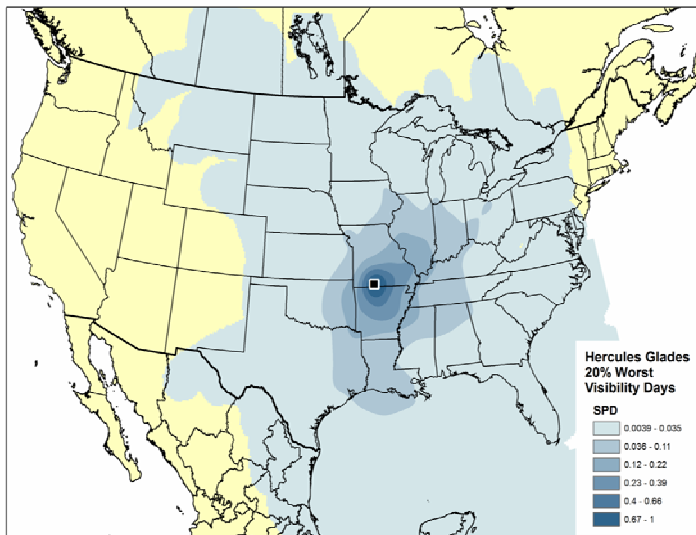 Hercules Glades
20% Worst
Visibility Days
SPD
0.0039 - 0.035
0.036 - 0.11
0.12 - 0.22
0.23 - 0.39
0.4 - 0.66
0.67 - 1